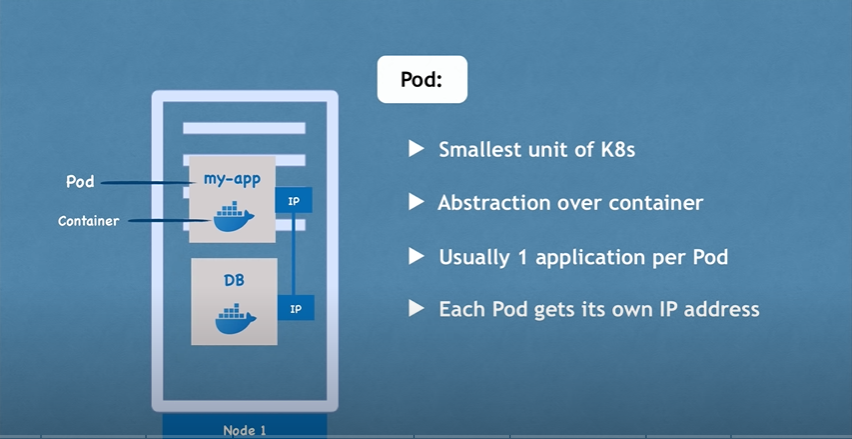 Pod:
Smallest unit of K8s
Abstraction over container
Usually 1 application per Pod
Each Pod gets its own IP address
Pod
Container
my-app
IP
DB
IP
Node 1